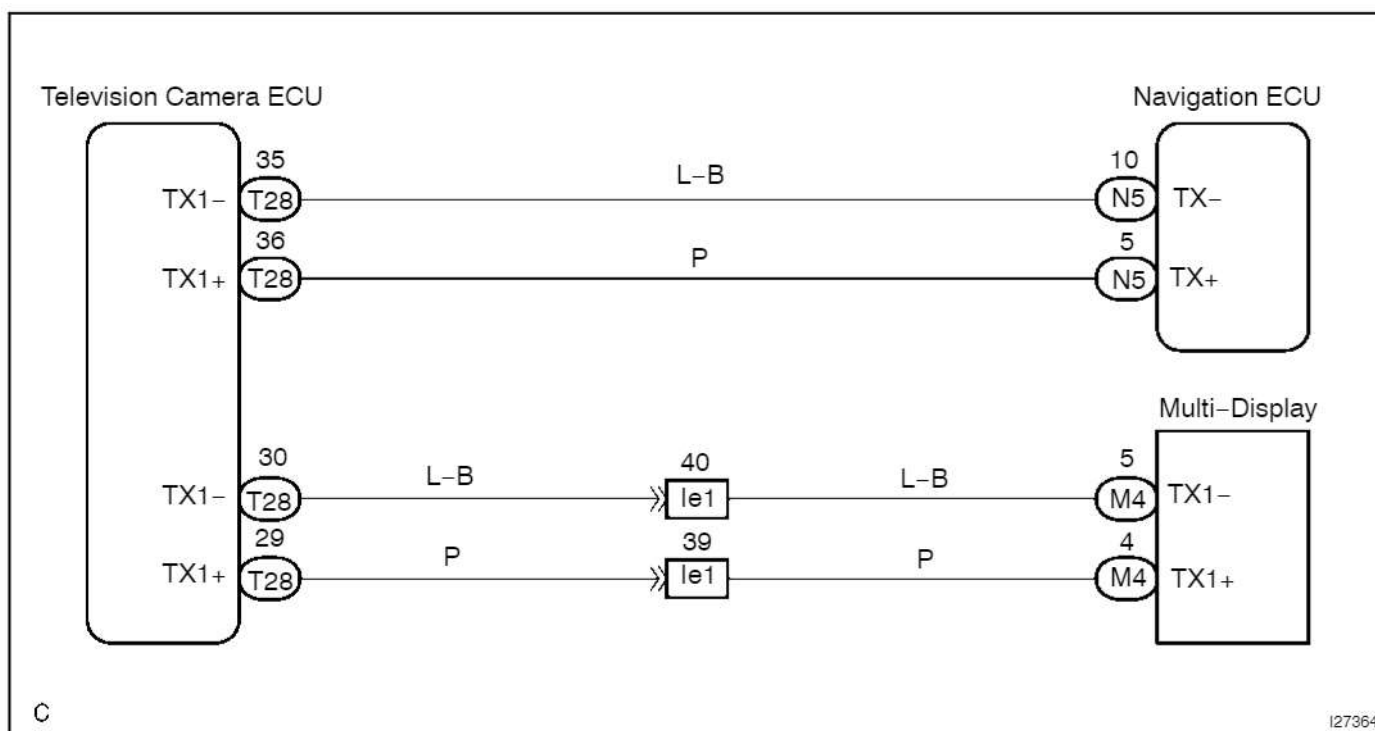 Television Camera ECU
Navigation ECU
35
L−B
10
TX1−
T28
N5
TX−
36
P
5
TX1+
T28
N5
TX+
Multi−Display
30
L−B
40
L−B
5
TX1−
T28
Ie1
M4
TX1−
29
P
39
P
4
TX1+
T28
Ie1
M4
TX1+
C
I27364